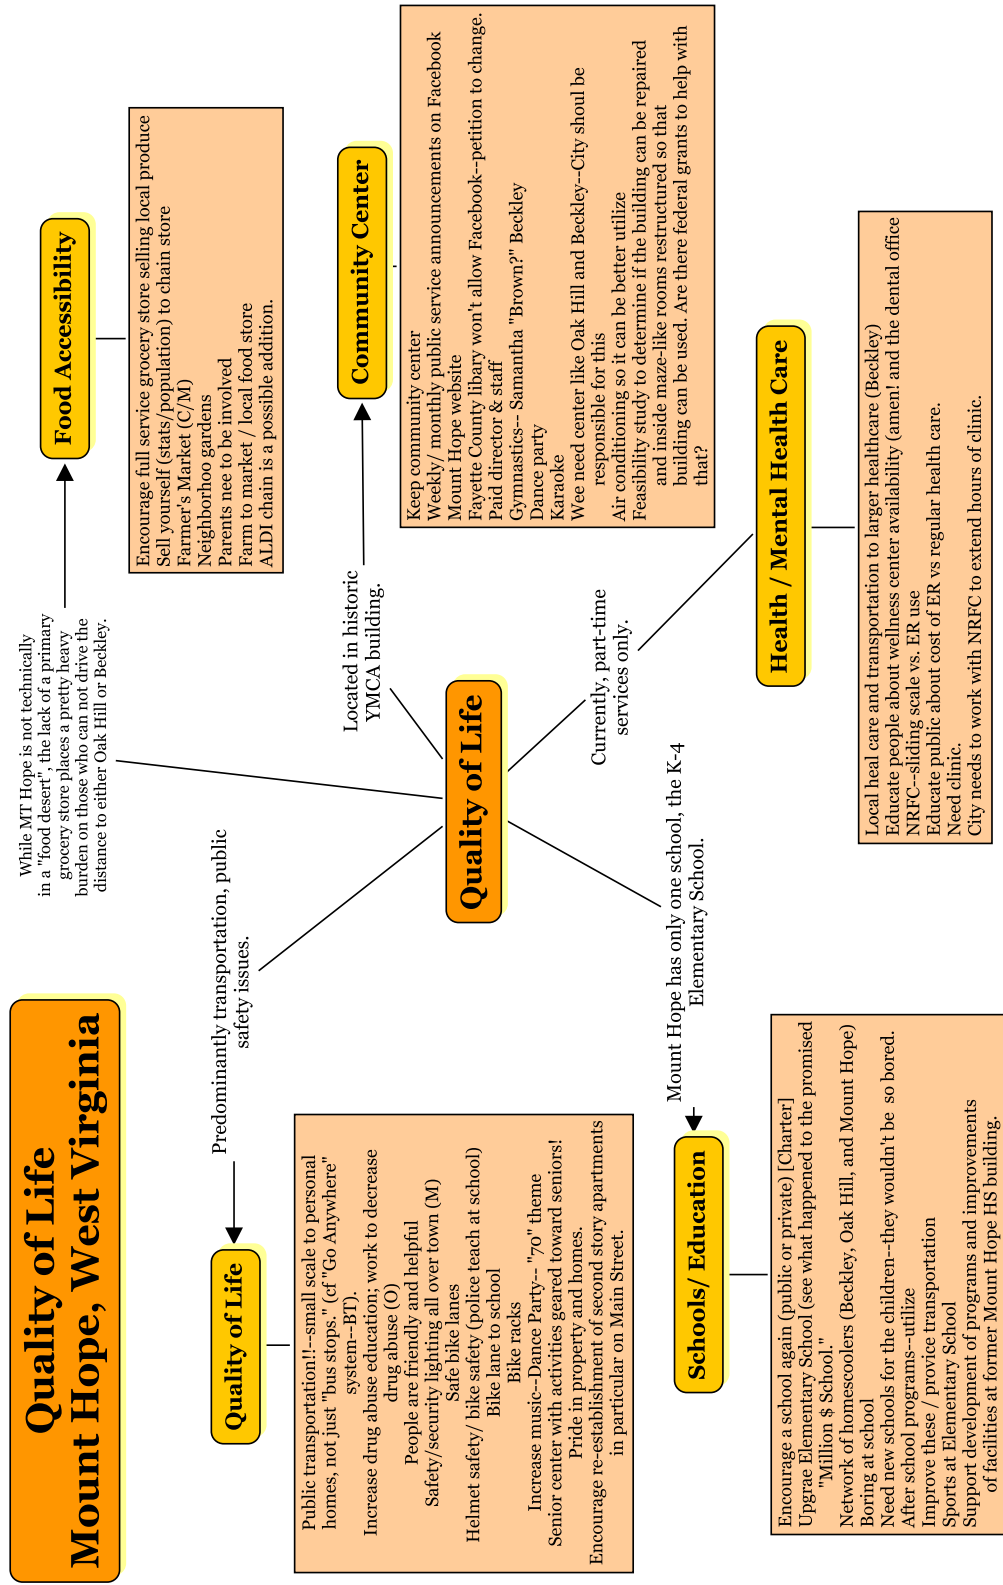 Quality of Life
Mount Hope, West Virginia
While MT Hope is not technically
in a "food desert", the lack of a primary
grocery store places a pretty heavy
burden on those who can not drive the
distance to either Oak Hill or Beckley.
Food Accessibility
Encourage full service grocery store selling local produce
Sell yourself (stats/population) to chain store
Farmer's Market (C/M)
Neighborhoo gardens
Parents nee to be involved
Farm to market / local food store
ALDI chain is a possible addition.
Predominantly transportation, public
safety issues.
Quality of Life
Public transportation!!--small scale to personal
homes, not just "bus stops." (cf "Go Anywhere"
system--BT).
Increase drug abuse education; work to decrease
drug abuse (O)
People are friendly and helpful
Safety/security lighting all over town (M)
Safe bike lanes
Helmet safety/ bike safety (police teach at school)
Bike lane to school
Bike racks
Increase music--Dance Party-- "70" theme
Senior center with activities geared toward seniors!
Pride in property and homes.
Encourage re-establishment of second story apartments
in particular on Main Street.
Located in historic
YMCA building.
Community Center
Keep community center
Weekly/ monthly public service announcements on Facebook
Mount Hope website
Fayette County libary won't allow Facebook--petition to change.
Paid director & staff
Gymnastics-- Samantha "Brown?" Beckley
Dance party
Karaoke
Wee need center like Oak Hill and Beckley--City shoul be
responsible for this
Air conditioning so it can be better utilize
Feasibility study to determine if the building can be repaired
and inside maze-like rooms restructured so that
building can be used. Are there federal grants to help with
that?
Quality of Life
Currently, part-time
services only.
Mount Hope has only one school, the K-4
Elementary School.
Schools/ Education
Encourage a school again (public or private) [Charter]
Upgrae Elementary School (see what happened to the promised
"Million $ School."
Network of homescoolers (Beckley, Oak Hill, and Mount Hope)
Boring at school
Need new schools for the children--they wouldn't be  so bored.
After school programs--utilize
Improve these / provice transportation
Sports at Elementary School
Support development of programs and improvements
of facilities at former Mount Hope HS building.
Health / Mental Health Care
Local heal care and transportation to larger healthcare (Beckley)
Educate people about wellness center availability (amen! and the dental office
NRFC--sliding scale vs. ER use
Educate public about cost of ER vs regular health care.
Need clinic.
City needs to work with NRFC to extend hours of clinic.